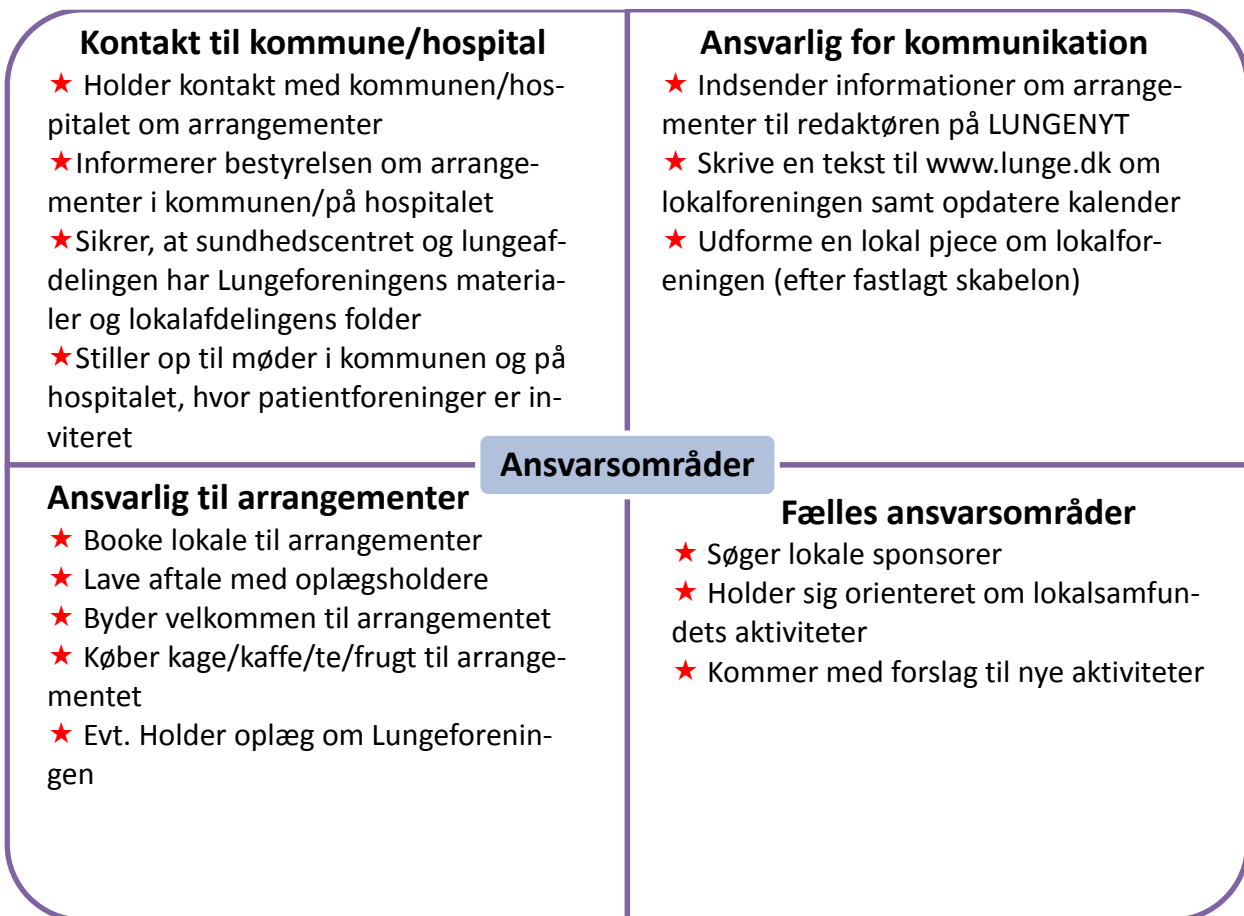 Kontakt til kommune/hospital
★ Holder kontakt med kommunen/hos-
pitalet om arrangementer
★Informerer bestyrelsen om arrange-
menter i kommunen/på hospitalet
★Sikrer, at sundhedscentret og lungeaf-
delingen har Lungeforeningens materia-
ler og lokalafdelingens folder
★Stiller op til møder i kommunen og på
hospitalet, hvor patientforeninger er in-
viteret
Ansvarlig for kommunikation
★ Indsender informationer om arrange-
menter til redaktøren på LUNGENYT
★ Skrive en tekst til www.lunge.dk om
lokalforeningen samt opdatere kalender
★ Udforme en lokal pjece om lokalfor-
eningen (efter fastlagt skabelon)
Ansvarsområder
Ansvarlig til arrangementer
★ Booke lokale til arrangementer
★ Lave aftale med oplægsholdere
★ Byder velkommen til arrangementet
★ Køber kage/kaffe/te/frugt til arrange-
mentet
★ Evt. Holder oplæg om Lungeforenin-
gen
Fælles ansvarsområder
★ Søger lokale sponsorer
★ Holder sig orienteret om lokalsamfun-
dets aktiviteter
★ Kommer med forslag til nye aktiviteter